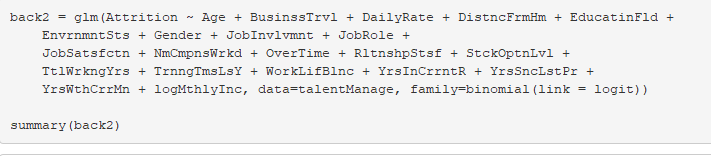 back2 = glm(Attrition ~ Age + BusinssTrvl + DailyRate + DistncFrmHm + EducatinFld +
EnvrnmntSts + Gender + JobInvlvmnt + JobRole +
JobSatsfctn + NmCmpnsWrkd + OverTime + RltnshpStsf + StckOptnLvl +
TtlWrkngYrs + TrnngTmsLsY + WorkLifBlnc + YrsInCrrntR + YrsSncLstPr +
YrsWthCrrMn + logMthlyInc, data=talentManage, family=binomial(link = logit))
summary(back2)